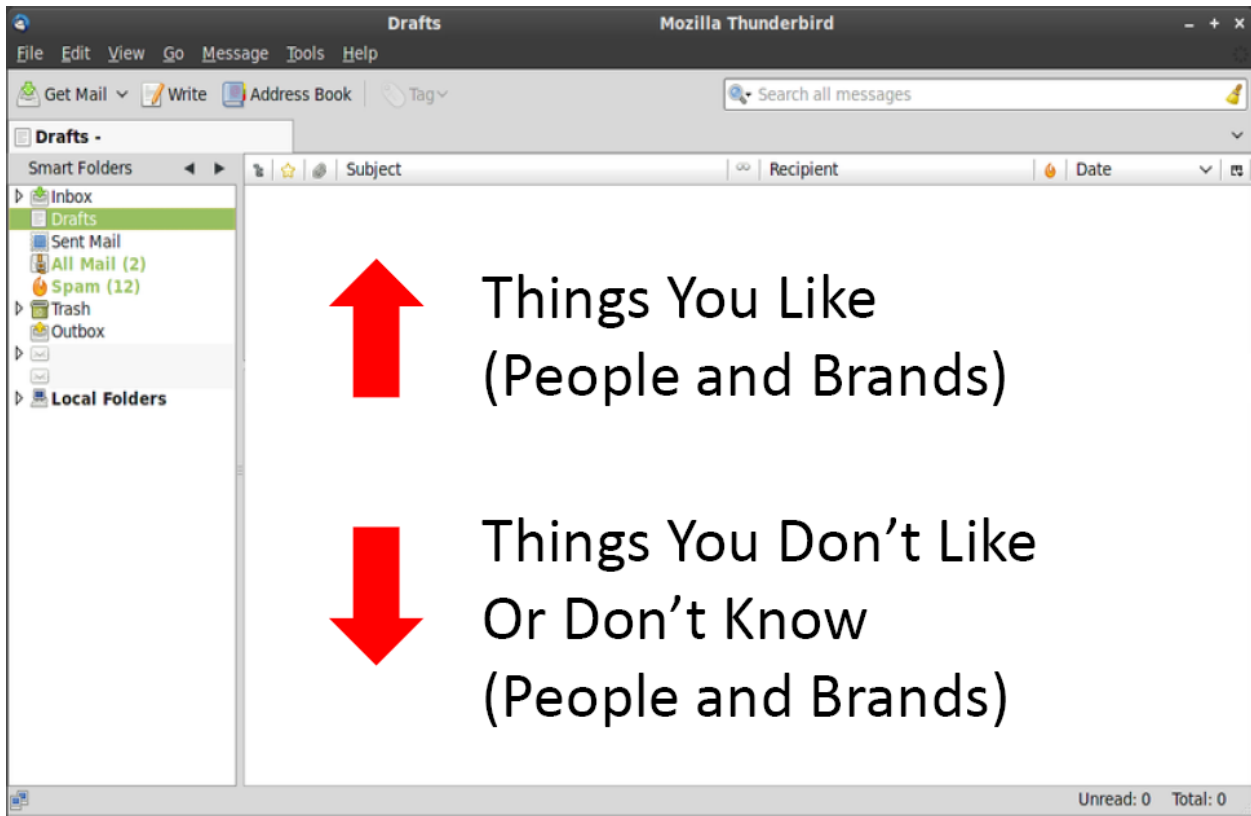 Drafts Mozilla Thunderbird
File Edit View Go Message Tools Help
Get Mail Write Address Book Tag Search all messages
Drafts -
Smart Folders Subject Recipient Date
Inbox
Drafts
Sent Mail
All Mail (2)
Spam (12)
Trash
Outbox
Local Folders
Things You Like
(People and Brands)
Things You Don’t Like
Or Don’t Know
(People and Brands)
Unread: 0 Total: 0